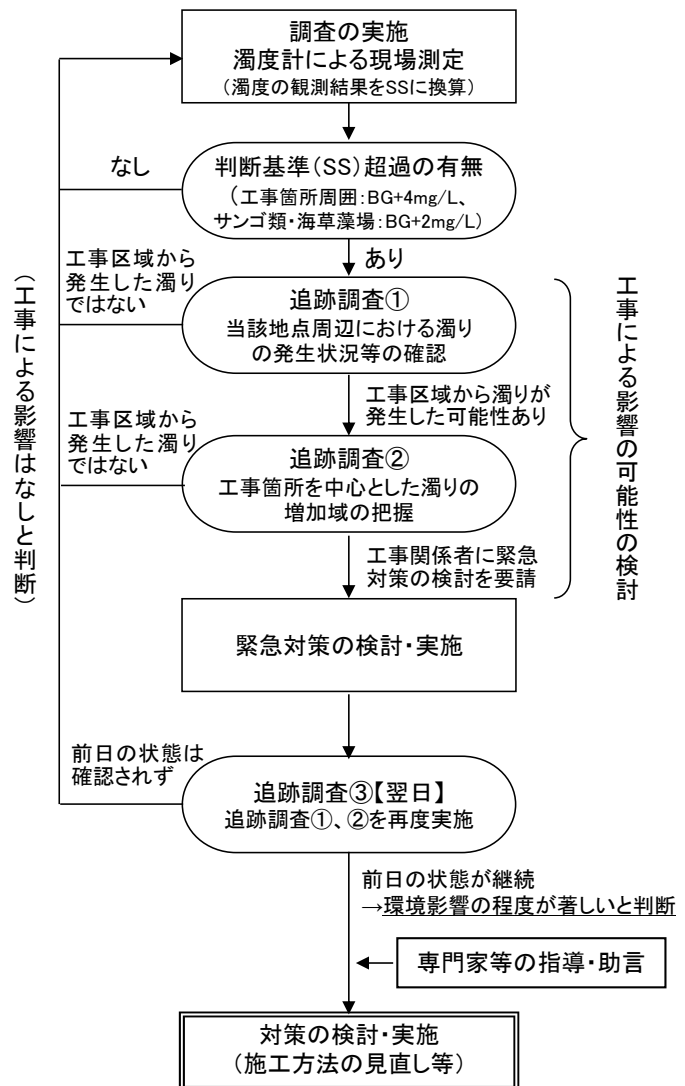 調査の実施
濁度計による現場測定
(濁度の観測結果をSSに換算)
なし
判断基準(SS)超過の有無
(工事箇所周囲:BG+4mg/L、
サンゴ類・海草藻場:BG+2mg/L)
あり
工事区域から
発生した濁り
ではない
追跡調査①
当該地点周辺における濁り
の発生状況等の確認
工事区域から濁りが
発生した可能性あり
工事区域から
発生した濁り
ではない
追跡調査②
工事箇所を中心とした濁りの
増加域の把握
工事関係者に緊急
対策の検討を要請
工事による影響の可能性の検討
(工事による影響はなしと判断)
緊急対策の検討・実施
前日の状態は
確認されず
追跡調査③【翌日】
追跡調査①、②を再度実施
前日の状態が継続
→環境影響の程度が著しいと判断
専門家等の指導・助言
対策の検討・実施
(施工方法の見直し等)